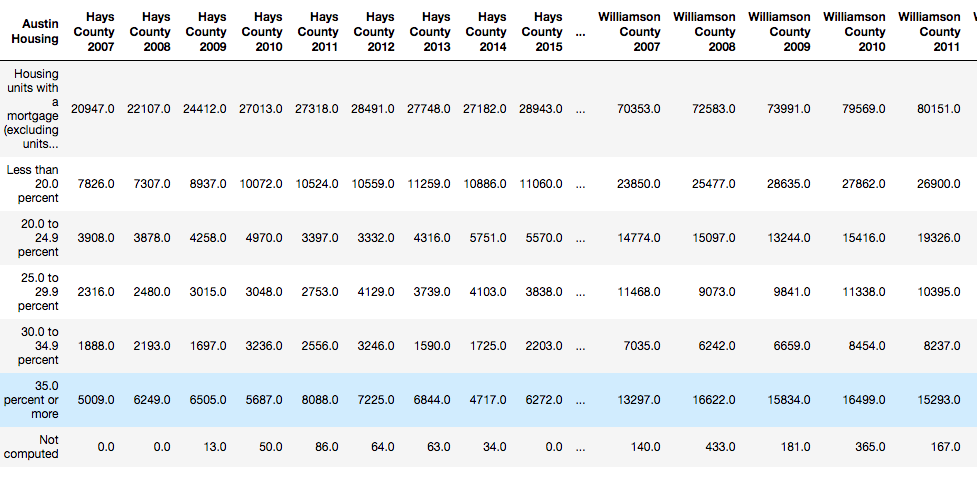 Austin Housing Hays County 2007 Hays County 2008 Hays County 2009 Hays County 2010 Hays County 2011 Hays County 2012 Hays County 2013 Hays County 2014 Hays County 2015 ... Williamson County 2007 Williamson County 2008 Williamson County 2009 Williamson County 2010 Williamson County 2011
Housing units with a mortgage (excluding units... 20947.0 22107.0 24412.0 27013.0 27318.0 28491.0 27748.0 27182.0 28943.0 ... 70353.0 72583.0 73991.0 79569.0 80151.0
Less than 20.0 percent 7826.0 7307.0 8937.0 10072.0 10524.0 10559.0 11259.0 10886.0 11060.0 ... 23850.0 25477.0 28635.0 27862.0 26900.0
20.0 to 24.9 percent 3908.0 3878.0 4258.0 4970.0 3397.0 3332.0 4316.0 5751.0 5570.0 ... 14774.0 15097.0 13244.0 15416.0 19326.0
25.0 to 29.9 percent 2316.0 2480.0 3015.0 3048.0 2753.0 4129.0 3739.0 4103.0 3838.0 ... 11468.0 9073.0 9841.0 11338.0 10395.0
30.0 to 34.9 percent 1888.0 2193.0 1697.0 3236.0 2556.0 3246.0 1590.0 1725.0 2203.0 ... 7035.0 6242.0 6659.0 8454.0 8237.0
35.0 percent or more 5009.0 6249.0 6505.0 5687.0 8088.0 7225.0 6844.0 4717.0 6272.0 ... 13297.0 16622.0 15834.0 16499.0 15293.0
Not computed 0.0 0.0 13.0 50.0 86.0 64.0 63.0 34.0 0.0 ... 140.0 433.0 181.0 365.0 167.0